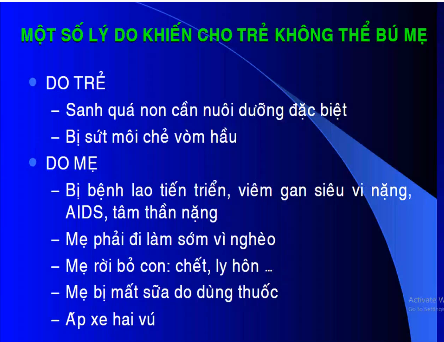 MỘT SỐ LÝ DO KHIẾN CHO TRẺ KHÔNG THỂ BÚ MẸ
DO TRẺ
– Sanh quá non cần nuôi dưỡng đặc biệt
– Bị sứt môi chẻ vòm hầu
DO MẸ
– Bị bệnh lao tiến triển, viêm gan siêu vi nặng,
AIDS, tâm thần nặng
– Mẹ phải đi làm sớm vì nghèo
– Mẹ rời bỏ con: chết, ly hôn ...
– Mẹ bị mất sữa do dùng thuốc
– Áp xe hai vú
Activate W